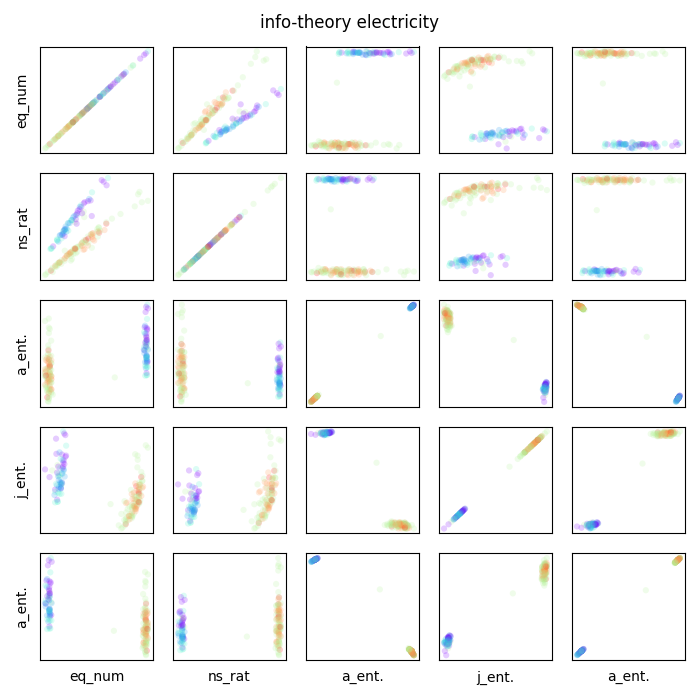 info-theory electricity
eq_num
ns_rat
a_ent.
j_ent.
a_ent.
eq_num
ns_rat
a_ent.
j_ent.
a_ent.